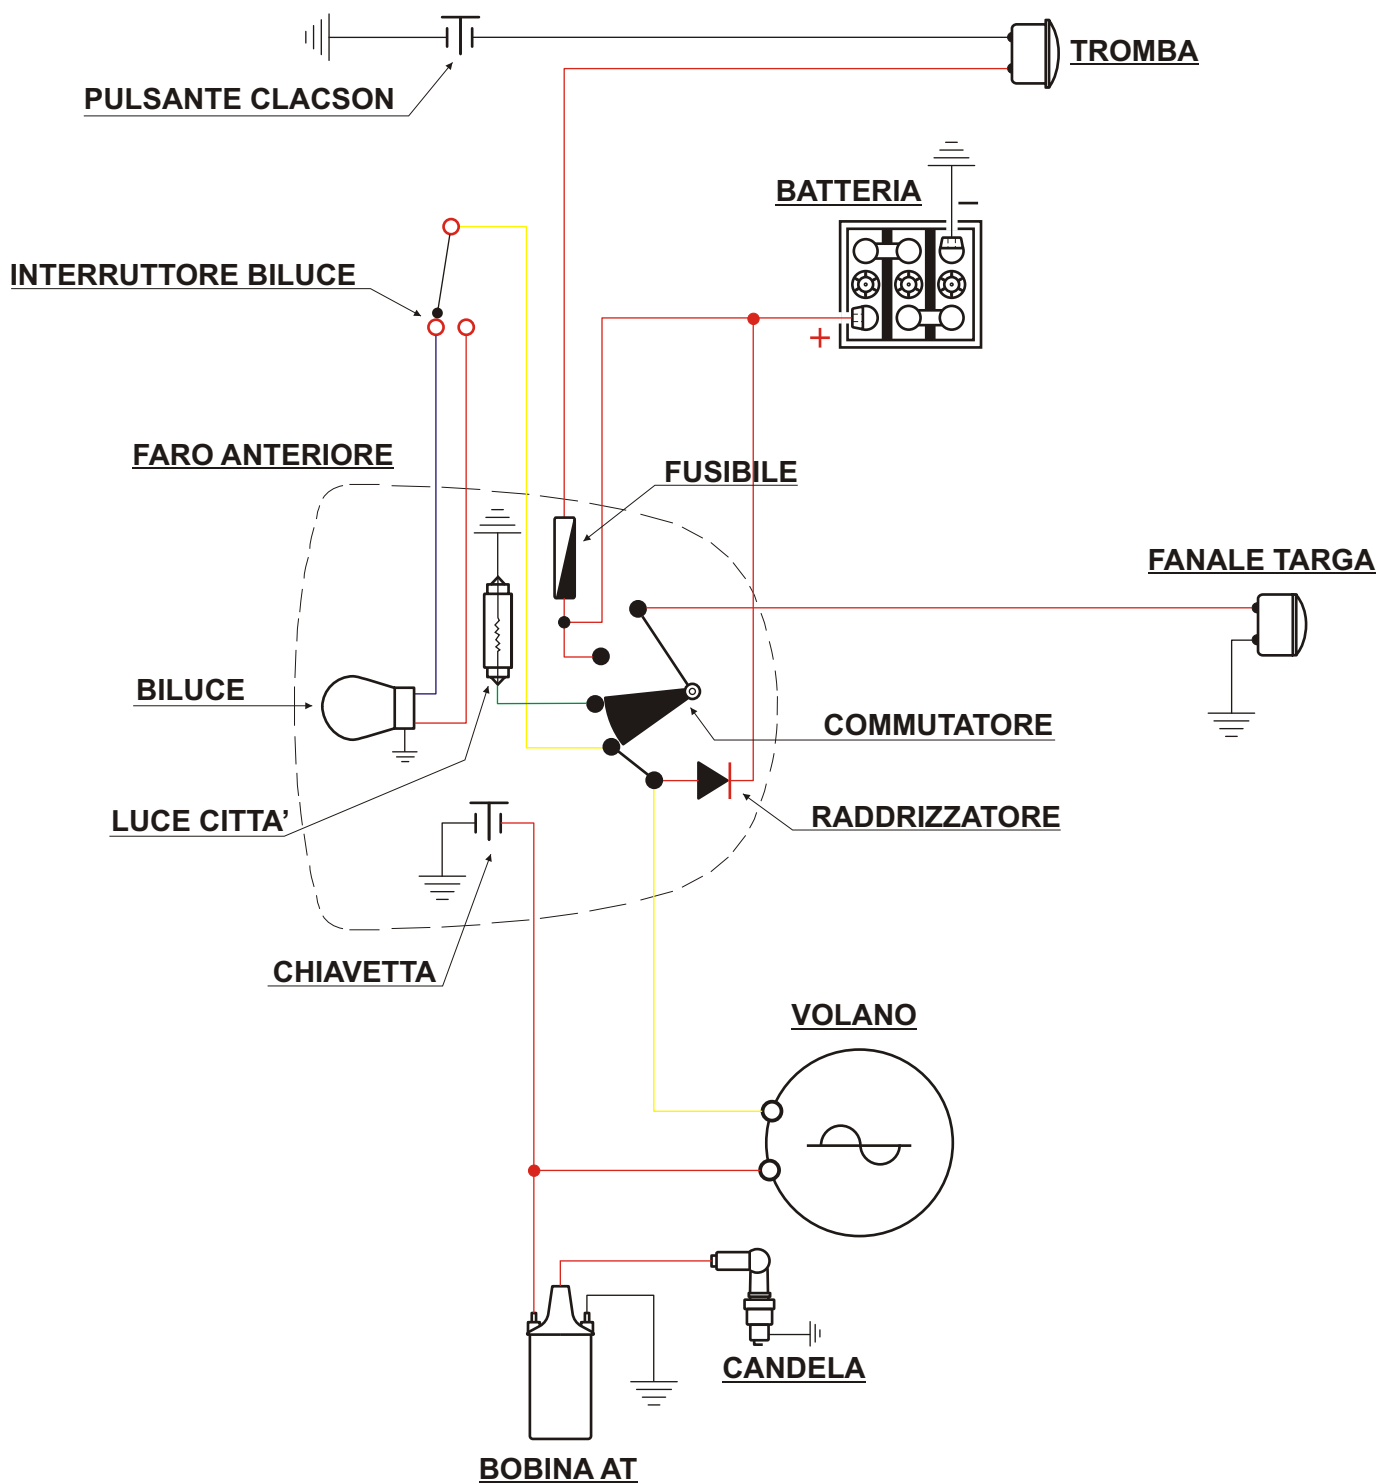 TROMBA
PULSANTE CLACSON
BATTERIA
−
INTERRUTTORE BILUCE
+
FARO ANTERIORE
FUSIBILE
FANALE TARGA
BILUCE
COMMUTATORE
LUCE CITTA'
RADDRIZZATORE
CHIAVETTA
VOLANO
CANDELA
BOBINA AT